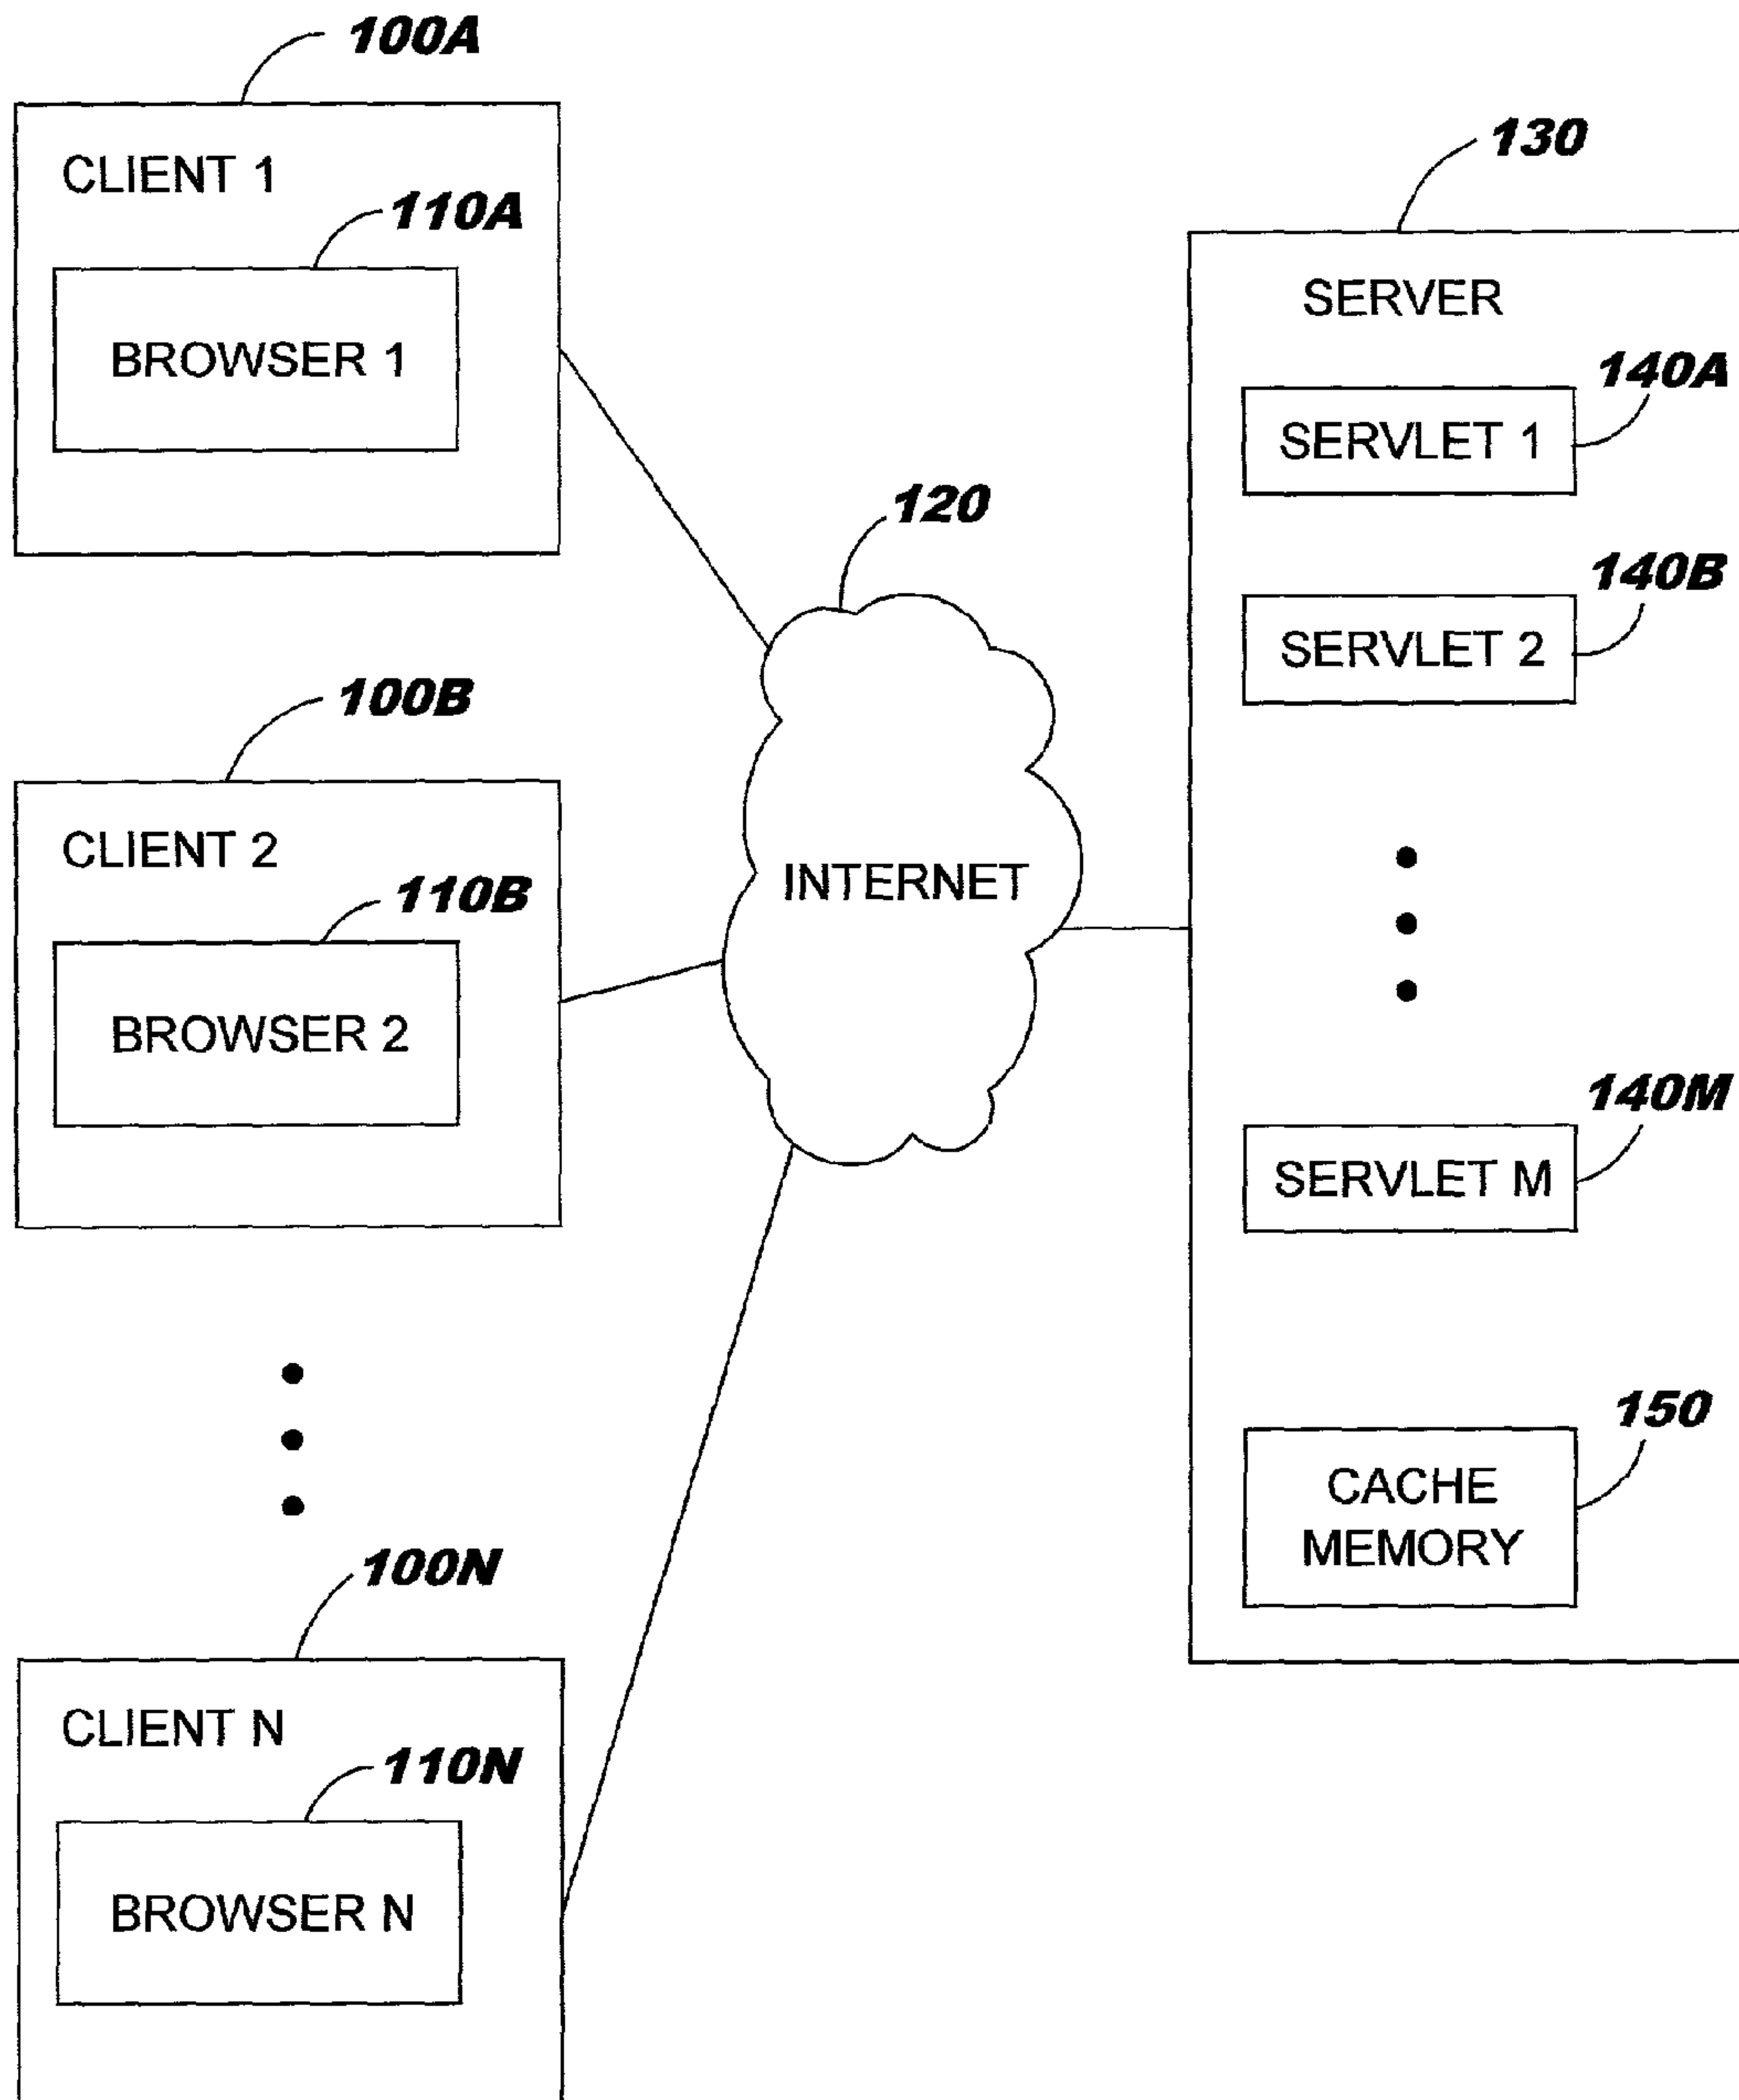 100A
CLIENT 1
110A
BROWSER 1
100B
CLIENT 2
110B
BROWSER 2
100N
CLIENT N
110N
BROWSER N
120
INTERNET
130
SERVER
140A
SERVLET 1
140B
SERVLET 2
140M
SERVLET M
150
CACHE
MEMORY